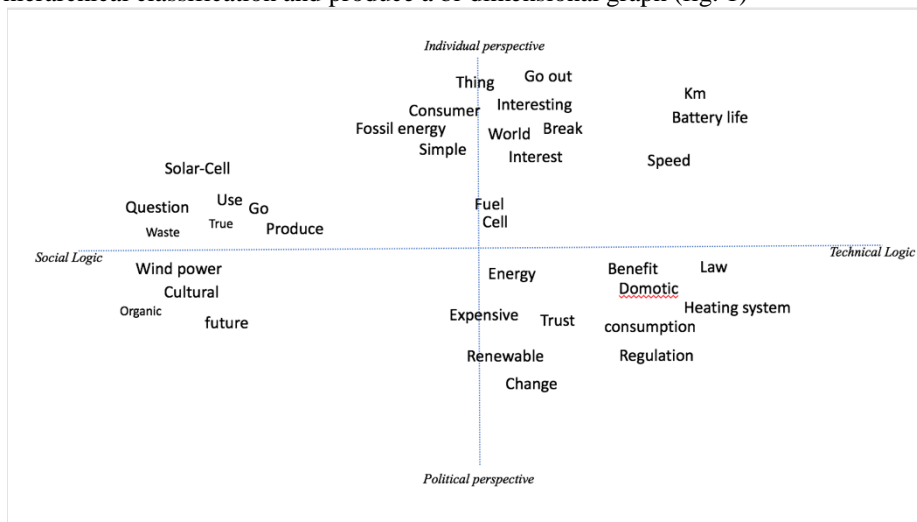 hierarchical classification and produce a bi-dimensional graph (fig. 1)
Individual perspective
Thing
Go out
Km
Consumer
Interesting
Battery life
Fossil energy
World
Break
Simple
Interest
Speed
Solar-Cell
Question
Use
Go
Fuel
Cell
Waste
True
Produce
Social Logic
Technical Logic
Wind power
Energy
Benefit
Law
Cultural
Domotic
Organic
Heating system
future
Expensive
Trust
consumption
Renewable
Regulation
Change
Political perspective